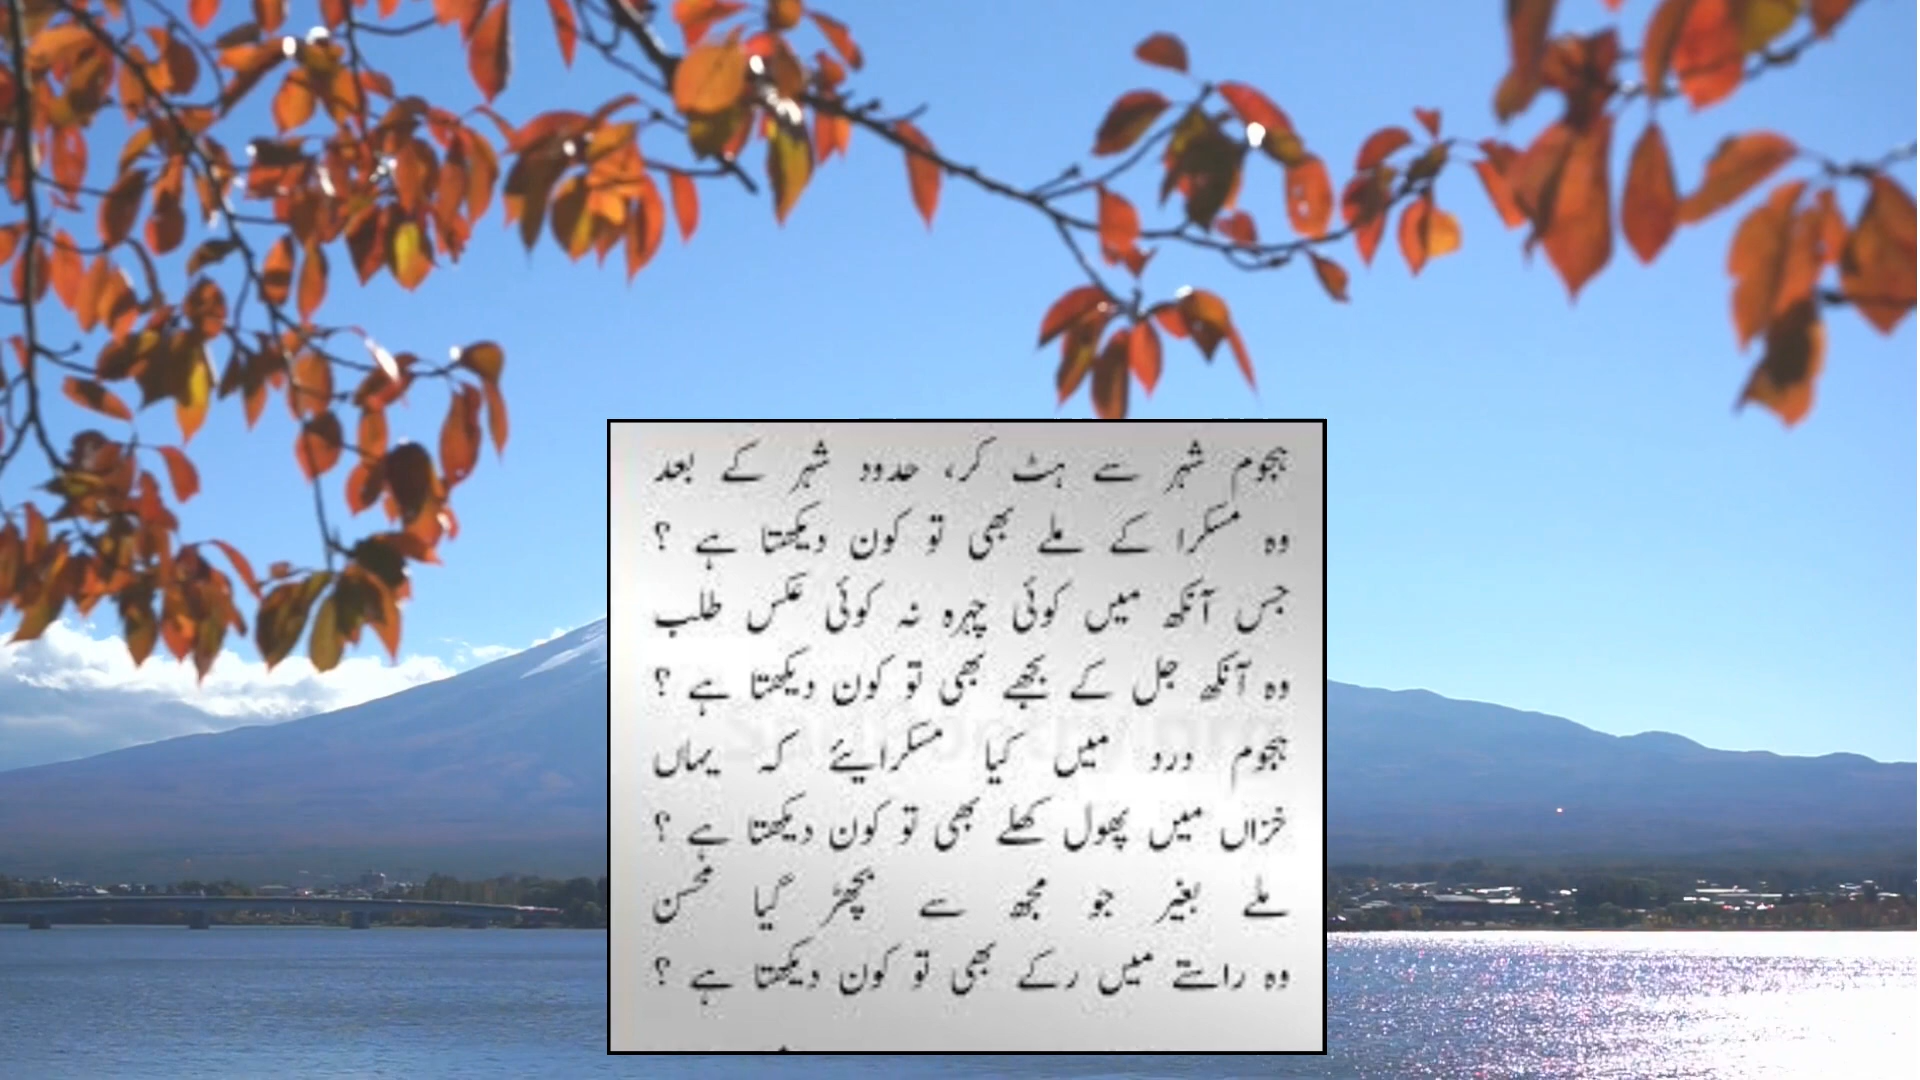 ہجوم شہر سے ہٹ کر، حدود شہر کے بعد
وہ مسکرا کے ملے بھی تو کون دیکھتا ہے ؟
جس آنکھ میں کوئی چہرہ نہ کوئی عکس طلب
وہ آنکھ جل کے بجھے بھی تو کون دیکھتا ہے ؟
ہجوم درد میں کیا مسکرایئے کہ یہاں
خزاں میں پھول کھلے بھی تو کون دیکھتا ہے ؟
ملے بغیر جو مجھ سے بچھڑ گیا محسن
وہ راستے میں رکے بھی تو کون دیکھتا ہے ؟